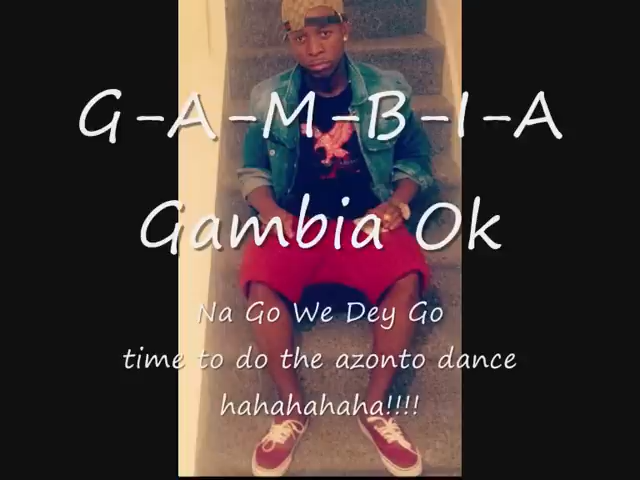 G-A-M-B-I-A
Gambia Ok
Na Go We Dey Go
time to do the azonto dance
hahahahaha!!!!